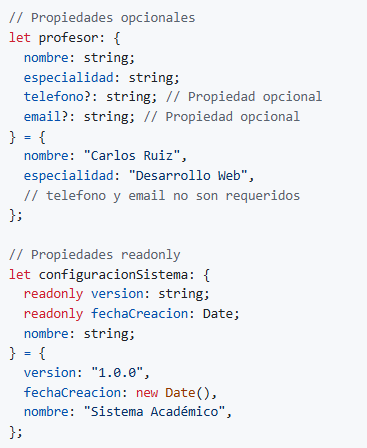 // Propiedades opcionales
let profesor: {
  nombre: string;
  especialidad: string;
  telefono?: string; // Propiedad opcional
  email?: string; // Propiedad opcional
} = {
  nombre: "Carlos Ruiz",
  especialidad: "Desarrollo Web",
  // telefono y email no son requeridos
};

// Propiedades readonly
let configuracionSistema: {
  readonly version: string;
  readonly fechaCreacion: Date;
  nombre: string;
} = {
  version: "1.0.0",
  fechaCreacion: new Date(),
  nombre: "Sistema Académico",
};